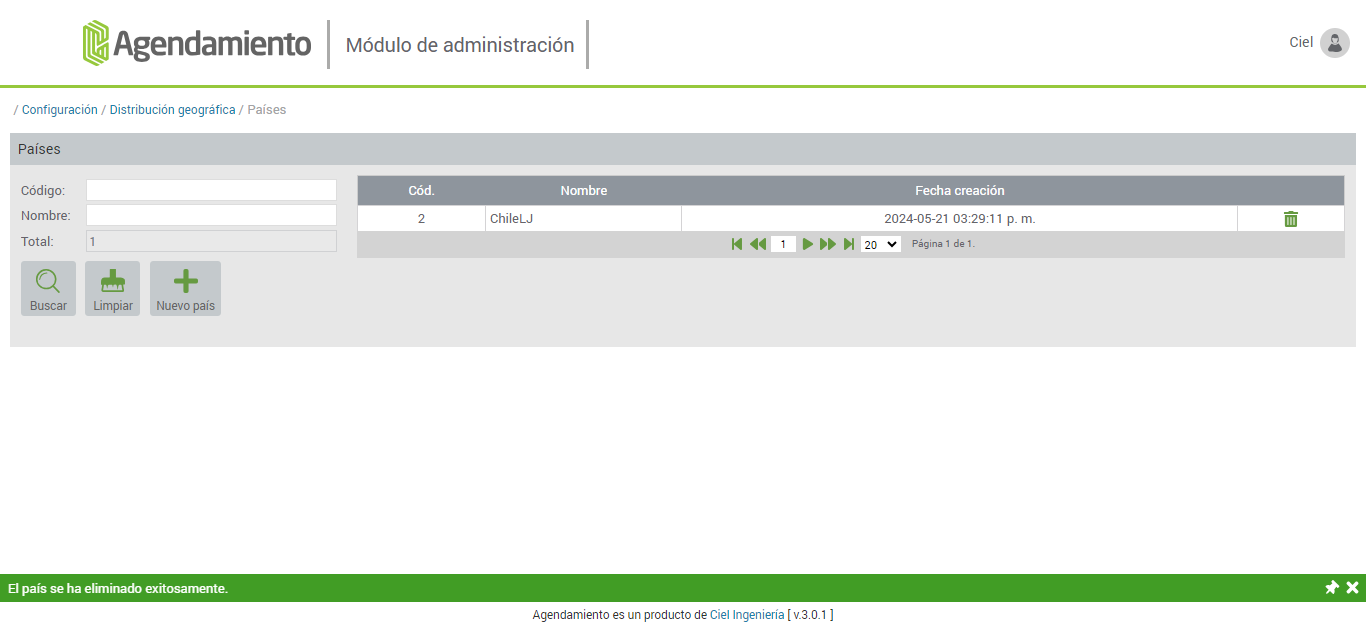 Agendamiento
Módulo de administración
Ciel
/ Configuración / Distribución geográfica / Países
Países
Código:
Nombre:
Total: 1
Buscar Limpiar Nuevo país
Cód. Nombre Fecha creación
2 ChileLJ 2024-05-21 03:29:11 p. m.
1 20 Página 1 de 1.
El país se ha eliminado exitosamente.
Agendamiento es un producto de Ciel Ingeniería [ v.3.0.1 ]